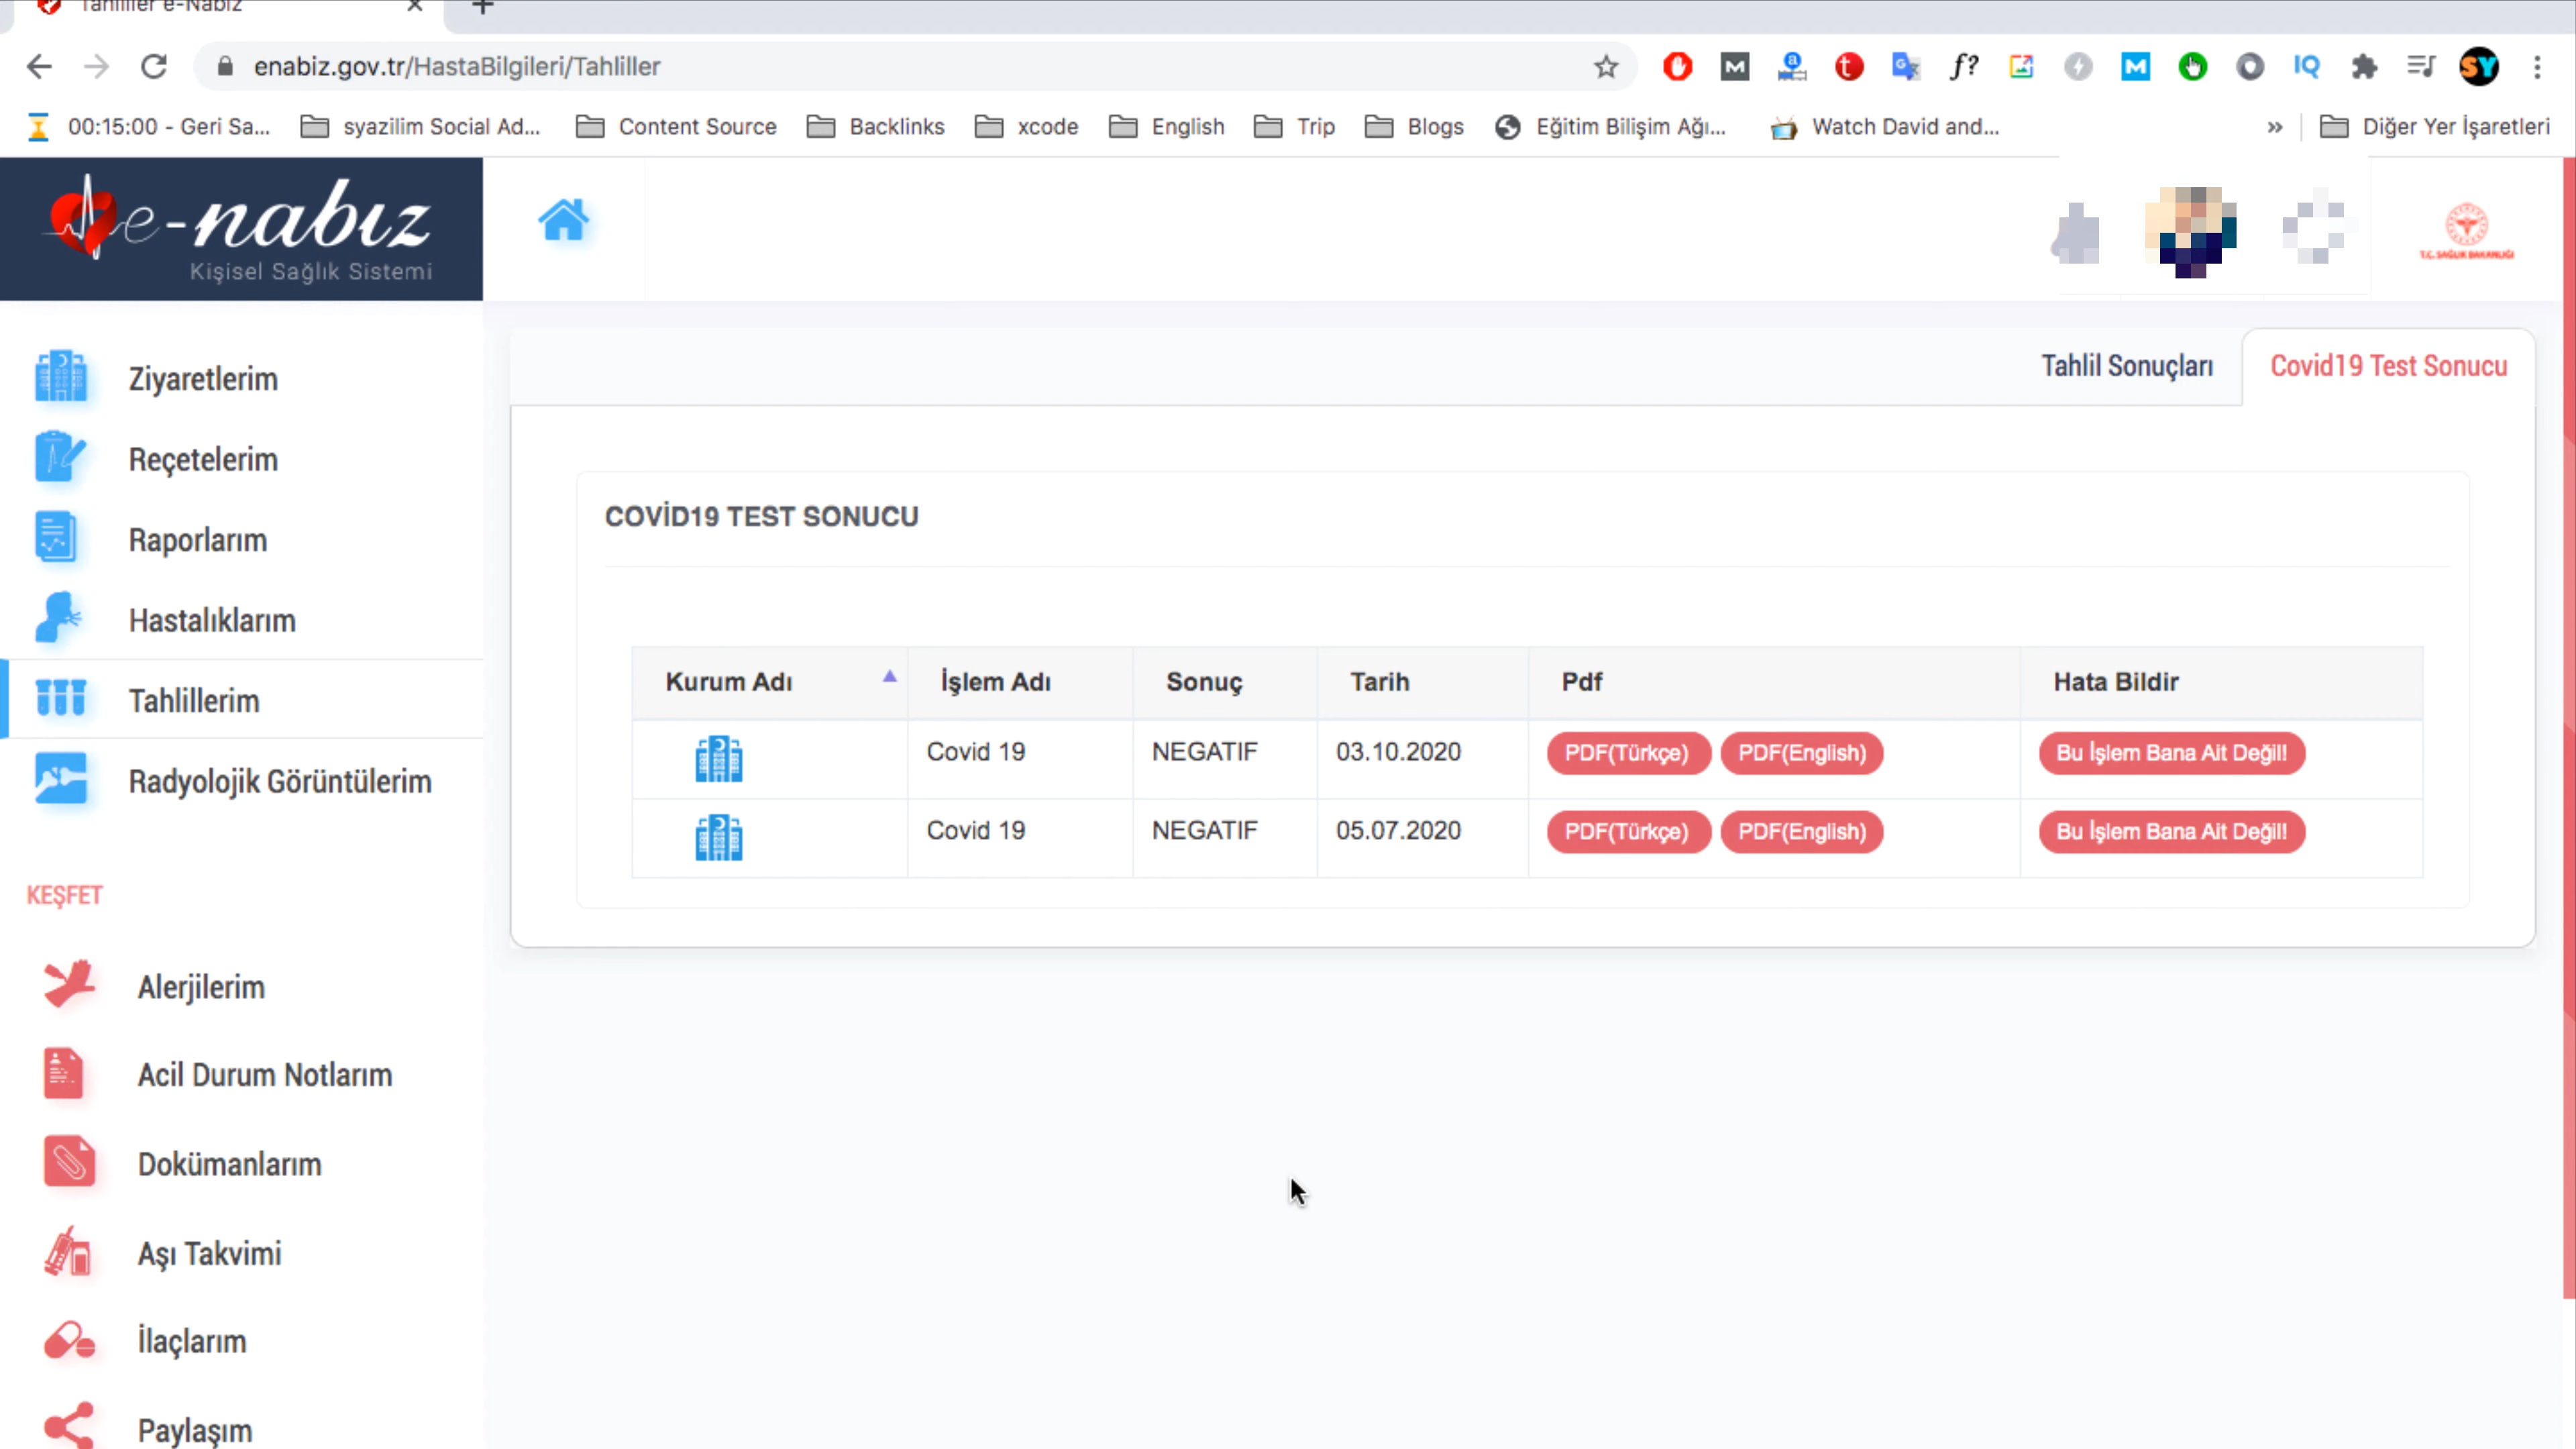 Tahliller e-Nabız
enabiz.gov.tr/HastaBilgileri/Tahliller
f? IQ SY
00:15:00 - Geri Sa... syazilim Social Ad... Content Source Backlinks xcode English Trip Blogs Eğitim Bilişim Ağı... Watch David and... » Diğer Yer İşaretleri
e-nabız
Kişisel Sağlık Sistemi
T.C. SAĞLIK BAKANLIĞI
Ziyaretlerim
Reçetelerim
Raporlarım
Hastalıklarım
Tahlillerim
Radyolojik Görüntülerim
KEŞFET
Alerjilerim
Acil Durum Notlarım
Dokümanlarım
Aşı Takvimi
İlaçlarım
Paylaşım
Tahlil Sonuçları Covid19 Test Sonucu
COVİD19 TEST SONUCU
Kurum Adı İşlem Adı Sonuç Tarih Pdf Hata Bildir
Covid 19 NEGATIF 03.10.2020 PDF(Türkçe) PDF(English) Bu İşlem Bana Ait Değil!
Covid 19 NEGATIF 05.07.2020 PDF(Türkçe) PDF(English) Bu İşlem Bana Ait Değil!